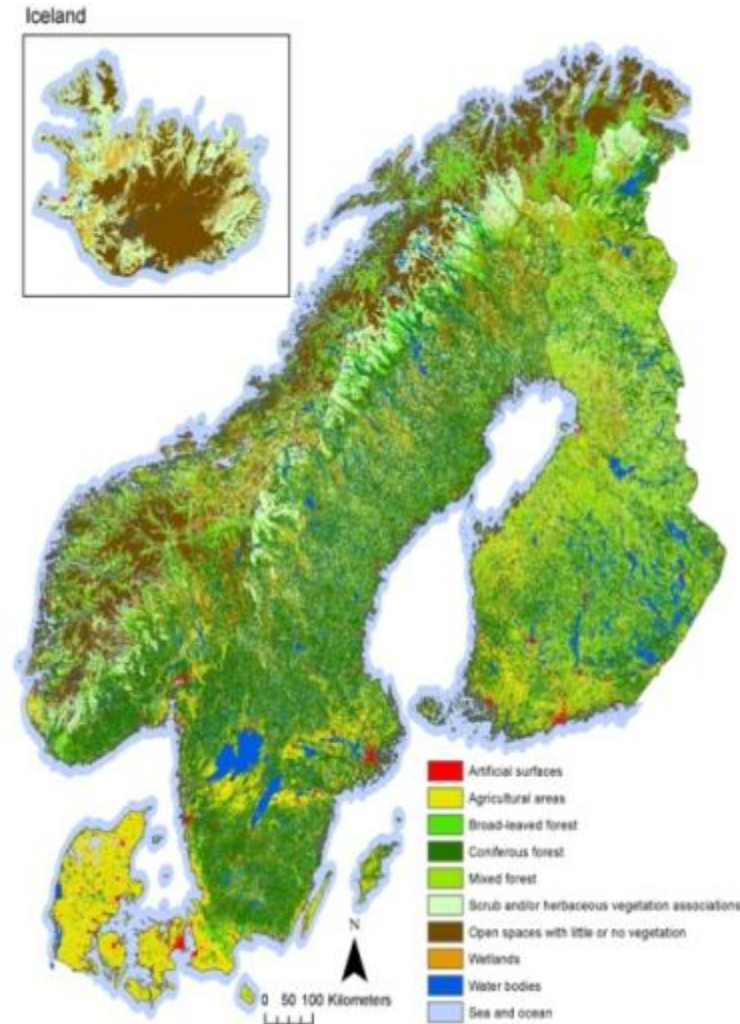 Iceland
Artificial surfaces
Agricultural areas
Broad-leaved forest
Coniferous forest
Mixed forest
Scrub and/or herbaceous vegetation associations
Open spaces with little or no vegetation
Wetlands
Water bodies
Sea and ocean
N
0 50 100 Kilometers